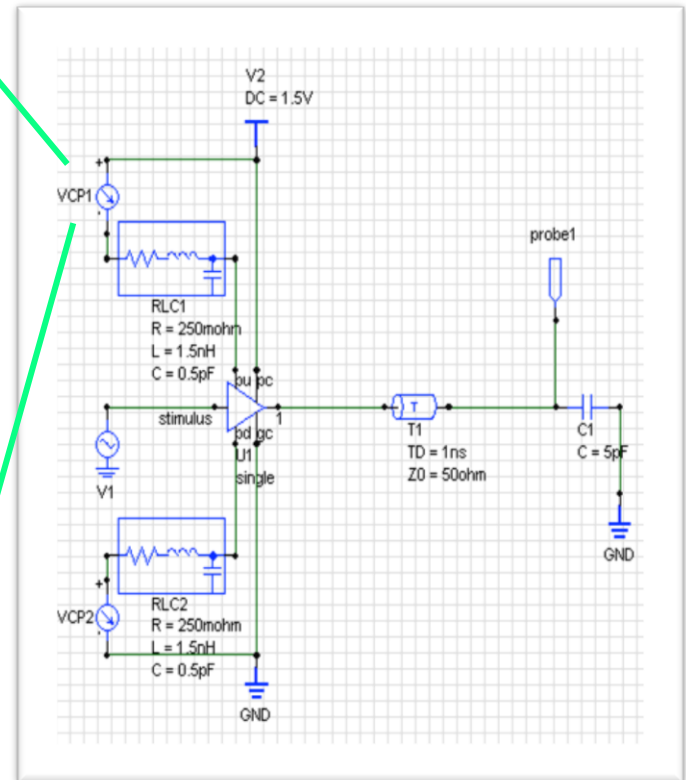 V2
DC = 1.5V
+
VCP1
-
probe1
RLC1
R = 250mohm
L = 1.5nH
C = 0.5pF
pu pc
stimulus
1
pd gc
U1
single
T
T1
TD = 1ns
Z0 = 50ohm
C1
C = 5pF
V1
GND
+
VCP2
-
RLC2
R = 250mohm
L = 1.5nH
C = 0.5pF
GND